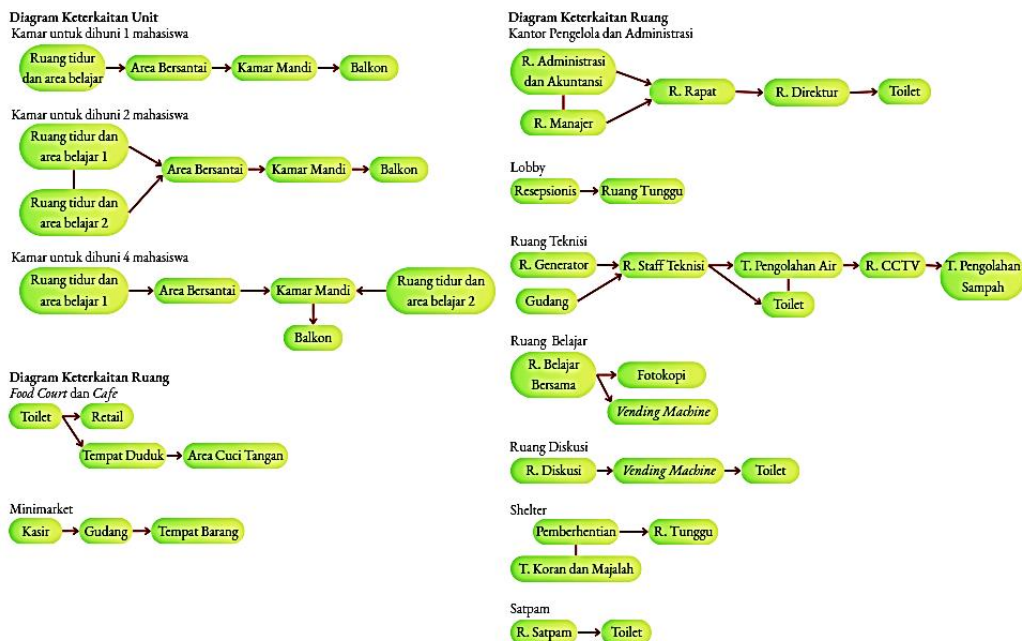 Diagram Keterkaitan Unit
Kamar untuk dihuni 1 mahasiswa
Ruang tidur
dan area belajar
Area Bersantai
Kamar Mandi
Balkon
Kamar untuk dihuni 2 mahasiswa
Ruang tidur dan
area belajar 1
Area Bersantai
Kamar Mandi
Balkon
Ruang tidur dan
area belajar 2
Kamar untuk dihuni 4 mahasiswa
Ruang tidur dan
area belajar 1
Area Bersantai
Kamar Mandi
Ruang tidur dan
area belajar 2
Balkon
Diagram Keterkaitan Ruang
Food Court dan Cafe
Toilet
Retail
Tempat Duduk
Area Cuci Tangan
Minimarket
Kasir
Gudang
Tempat Barang
Diagram Keterkaitan Ruang
Kantor Pengelola dan Administrasi
R. Administrasi
dan Akuntansi
R. Manajer
R. Rapat
R. Direktur
Toilet
Lobby
Resepsionis
Ruang Tunggu
Ruang Teknisi
R. Generator
R. Staff Teknisi
T. Pengolahan Air
R. CCTV
T. Pengolahan
Sampah
Gudang
Toilet
Ruang Belajar
R. Belajar
Bersama
Fotokopi
Vending Machine
Ruang Diskusi
R. Diskusi
Vending Machine
Toilet
Shelter
Pemberhentian
R. Tunggu
T. Koran dan Majalah
Satpam
R. Satpam
Toilet